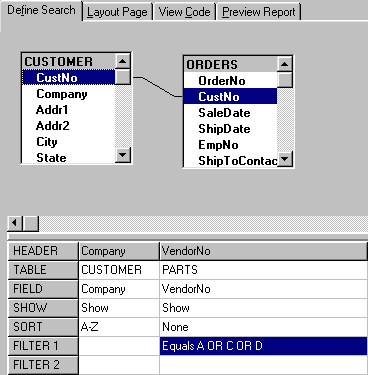 Define Search Layout Page View Code Preview Report
CUSTOMER
CustNo
Company
Addr1
Addr2
City
State
ORDERS
OrderNo
CustNo
SaleDate
ShipDate
EmpNo
ShipToContac
HEADER Company VendorNo
TABLE CUSTOMER PARTS
FIELD Company VendorNo
SHOW Show Show
SORT A-Z None
FILTER 1 Equals A OR C OR D
FILTER 2